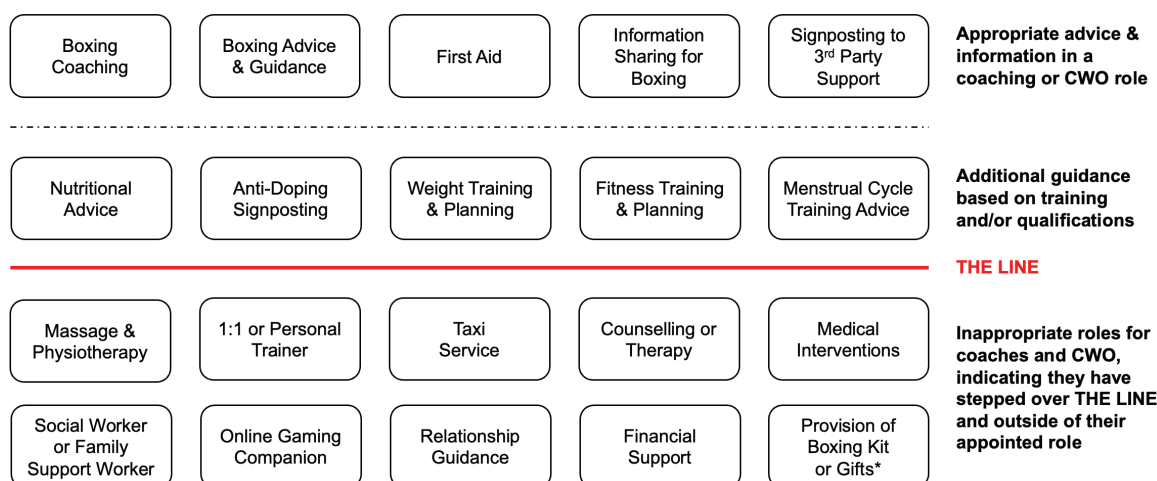 Boxing
Coaching
Boxing Advice
& Guidance
First Aid
Information
Sharing for
Boxing
Signposting to
3rd Party
Support
Appropriate advice &
information in a
coaching or CWO role
Nutritional
Advice
Anti-Doping
Signposting
Weight Training
& Planning
Fitness Training
& Planning
Menstrual Cycle
Training Advice
Additional guidance
based on training
and/or qualifications
THE LINE
Massage &
Physiotherapy
1:1 or Personal
Trainer
Taxi
Service
Counselling or
Therapy
Medical
Interventions
Inappropriate roles for
coaches and CWO,
indicating they have
stepped over THE LINE
and outside of their
appointed role
Social Worker
or Family
Support Worker
Online Gaming
Companion
Relationship
Guidance
Financial
Support
Provision of
Boxing Kit
or Gifts*